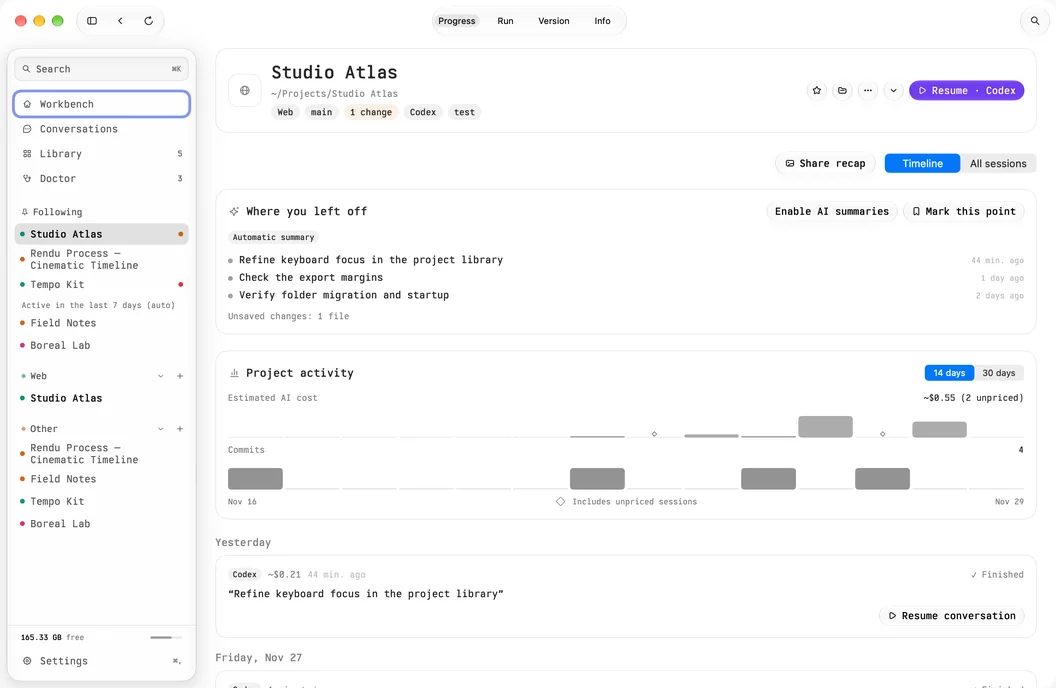 Progress
Run
Version
Info
Search ⌘K
Workbench
Conversations
Library 5
Doctor 3
Following
Studio Atlas
Rendu Process —
Cinematic Timeline
Tempo Kit
Active in the last 7 days (auto)
Field Notes
Boreal Lab
Web
Studio Atlas
Other
Rendu Process —
Cinematic Timeline
Field Notes
Tempo Kit
Boreal Lab
165.33 GB free
Settings ⌘,
Studio Atlas
~/Projects/Studio Atlas
Web main 1 change Codex test
Resume · Codex
Share recap
Timeline
All sessions
Where you left off
Enable AI summaries
Mark this point
Automatic summary
Refine keyboard focus in the project library 44 min. ago
Check the export margins 1 day ago
Verify folder migration and startup 2 days ago
Unsaved changes: 1 file
Project activity
14 days
30 days
Estimated AI cost ~$0.55 (2 unpriced)
Commits 4
Nov 16
Includes unpriced sessions
Nov 29
Yesterday
Codex ~$0.21 44 min. ago ✓ Finished
“Refine keyboard focus in the project library”
Resume conversation
Friday, Nov 27